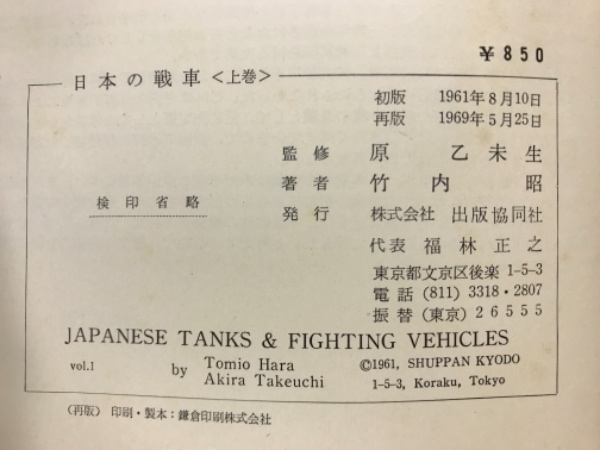 ¥850
日本の戦車〈上巻〉
初版 1961年8月10日
再版 1969年5月25日
監修 原 乙未生
著者 竹内 昭
検印省略
発行 株式会社 出版協同社
代表 福林正之
東京都文京区後楽 1-5-3
電話 (811) 3318・2807
振替 (東京) 26555
JAPANESE TANKS & FIGHTING VEHICLES
vol.1 by Tomio Hara
Akira Takeuchi
©1961, SHUPPAN KYODO
1-5-3, Koraku, Tokyo
(再版) 印刷・製本：鎌倉印刷株式会社